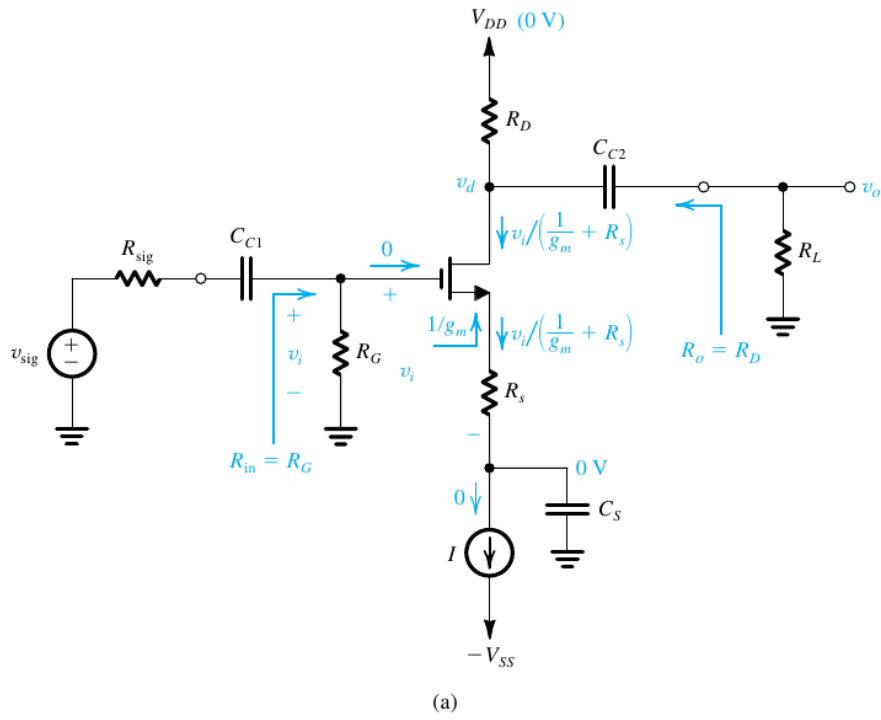 V_DD (0 V)
R_D
C_C2
v_d
v_o
v_i/(1/g_m + R_s)
R_sig
C_C1
0
R_L
+
+
1/g_m
v_i/(1/g_m + R_s)
v_sig
+
−
v_i
R_G
v_i
R_o = R_D
−
R_s
−
R_in = R_G
0 V
0
C_S
I
−V_SS
(a)